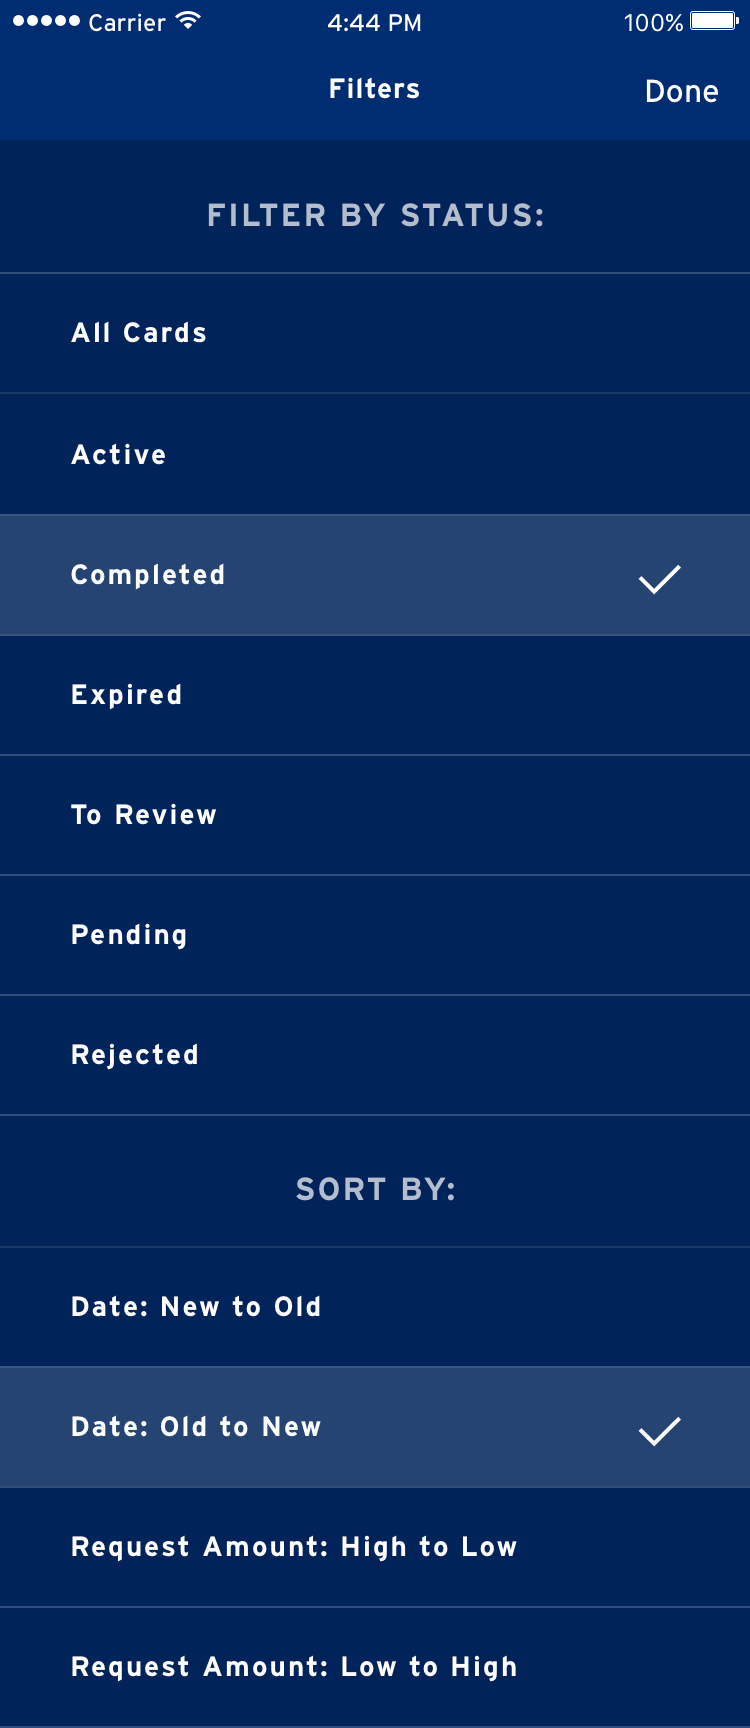 Carrier 4:44 PM 100%
Filters Done
FILTER BY STATUS:
All Cards
Active
Completed
Expired
To Review
Pending
Rejected
SORT BY:
Date: New to Old
Date: Old to New
Request Amount: High to Low
Request Amount: Low to High